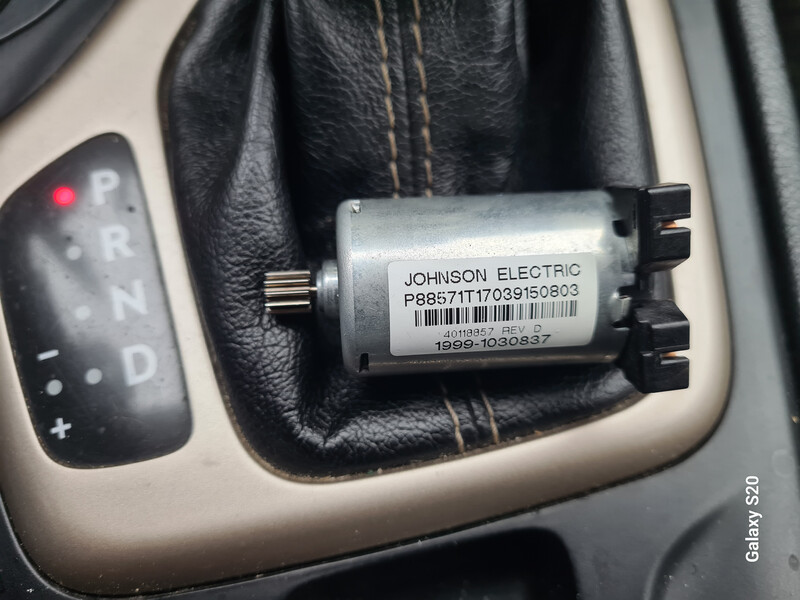 P
R
N
D
–
+
JOHNSON ELECTRIC
P88571T17039150803
40118857 REV D
1999-1030837
Galaxy S20